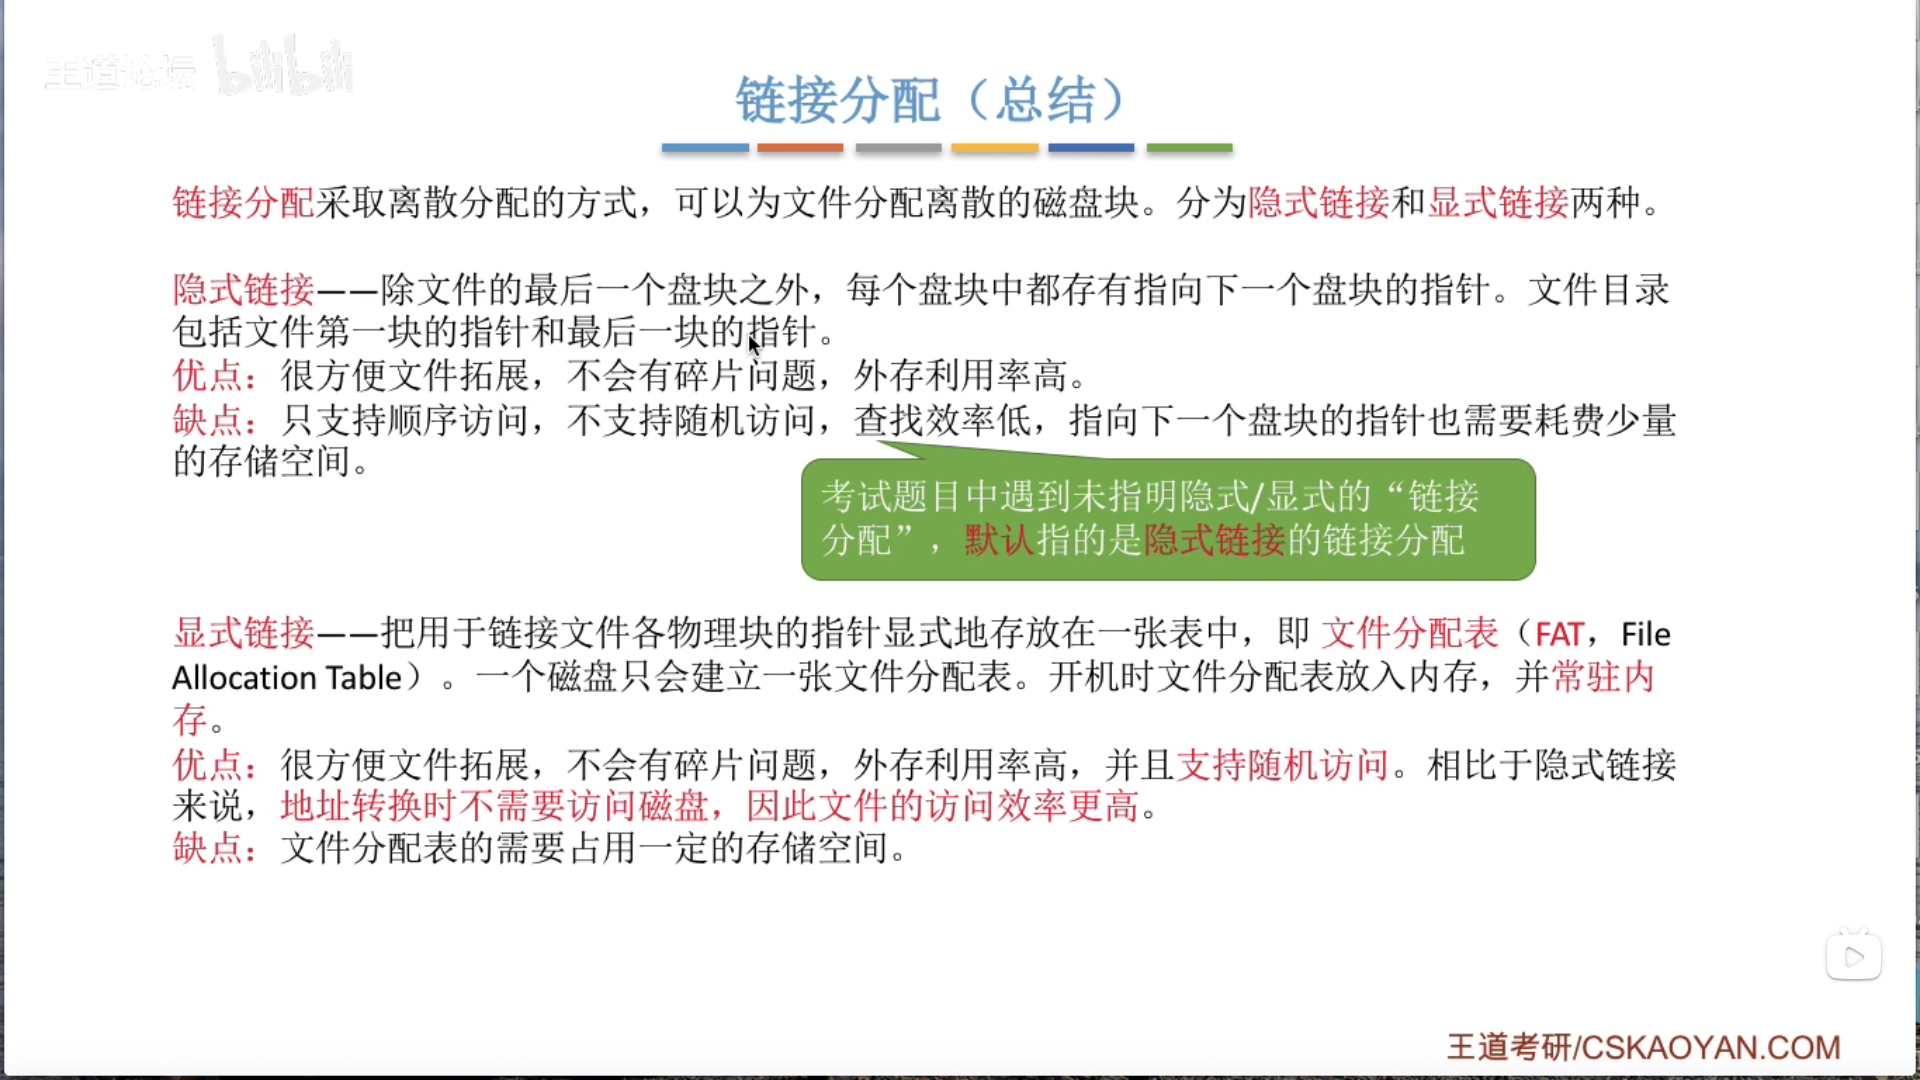 王道论坛 bilibili
链接分配（总结）
链接分配采取离散分配的方式，可以为文件分配离散的磁盘块。分为隐式链接和显式链接两种。
隐式链接——除文件的最后一个盘块之外，每个盘块中都存有指向下一个盘块的指针。文件目录
包括文件第一块的指针和最后一块的指针。
优点：很方便文件拓展，不会有碎片问题，外存利用率高。
缺点：只支持顺序访问，不支持随机访问，查找效率低，指向下一个盘块的指针也需要耗费少量
的存储空间。
考试题目中遇到未指明隐式/显式的“链接
分配”，默认指的是隐式链接的链接分配
显式链接——把用于链接文件各物理块的指针显式地存放在一张表中，即 文件分配表（FAT，File
Allocation Table）。一个磁盘只会建立一张文件分配表。开机时文件分配表放入内存，并常驻内
存。
优点：很方便文件拓展，不会有碎片问题，外存利用率高，并且支持随机访问。相比于隐式链接
来说，地址转换时不需要访问磁盘，因此文件的访问效率更高。
缺点：文件分配表的需要占用一定的存储空间。
王道考研/CSKAOYAN.COM